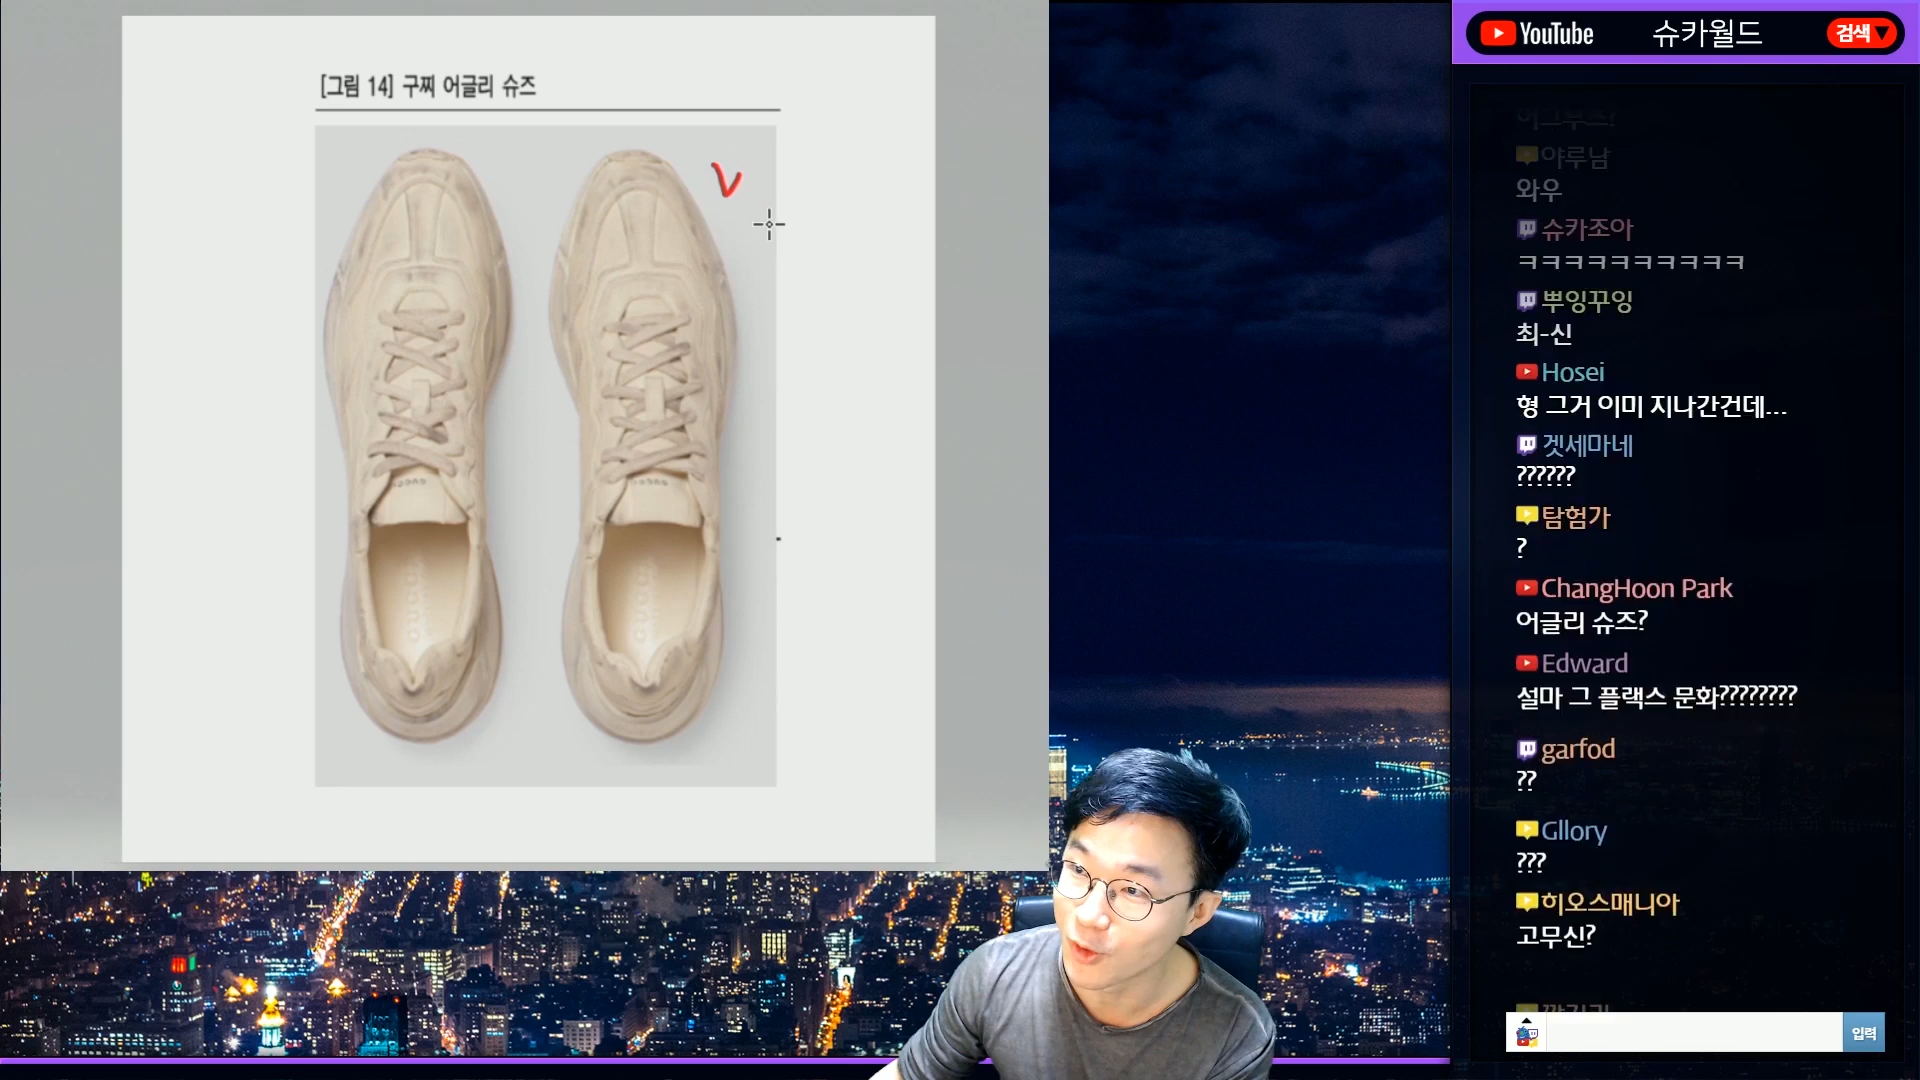 [그림 14] 구찌 어글리 슈즈
GUCCI
GUCCI
YouTube 슈카월드 검색▼
야루남
와우
슈카조아
ㅋㅋㅋㅋㅋㅋㅋㅋㅋㅋ
뿌잉꾸잉
최-신
Hosei
형 그거 이미 지나간건데...
겟세마네
??????
탐험가
?
ChangHoon Park
어글리 슈즈?
Edward
설마 그 플랙스 문화????????
garfod
??
Gllory
???
히오스매니아
고무신?
입력